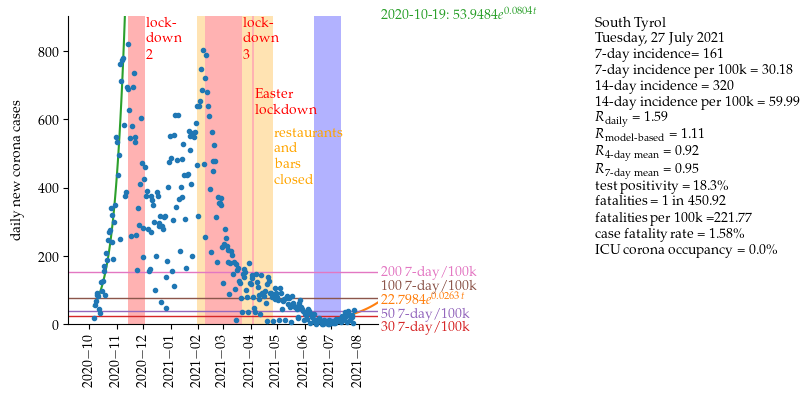 2020-10-19: 53.9484e^0.0804t
lock-
down
2
lock-
down
3
Easter
lockdown
restaurants
and
bars
closed
daily new corona cases
800
600
400
200
0
200 7-day/100k
100 7-day/100k
22.7984e^0.0263t
50 7-day/100k
30 7-day/100k
2020−10
2020−11
2020−12
2021−01
2021−02
2021−03
2021−04
2021−05
2021−06
2021−07
2021−08
South Tyrol
Tuesday, 27 July 2021
7-day incidence= 161
7-day incidence per 100k = 30.18
14-day incidence = 320
14-day incidence per 100k = 59.99
R_daily = 1.59
R_model-based = 1.11
R_4-day mean = 0.92
R_7-day mean = 0.95
test positivity = 18.3%
fatalities = 1 in 450.92
fatalities per 100k =221.77
case fatality rate = 1.58%
ICU corona occupancy = 0.0%